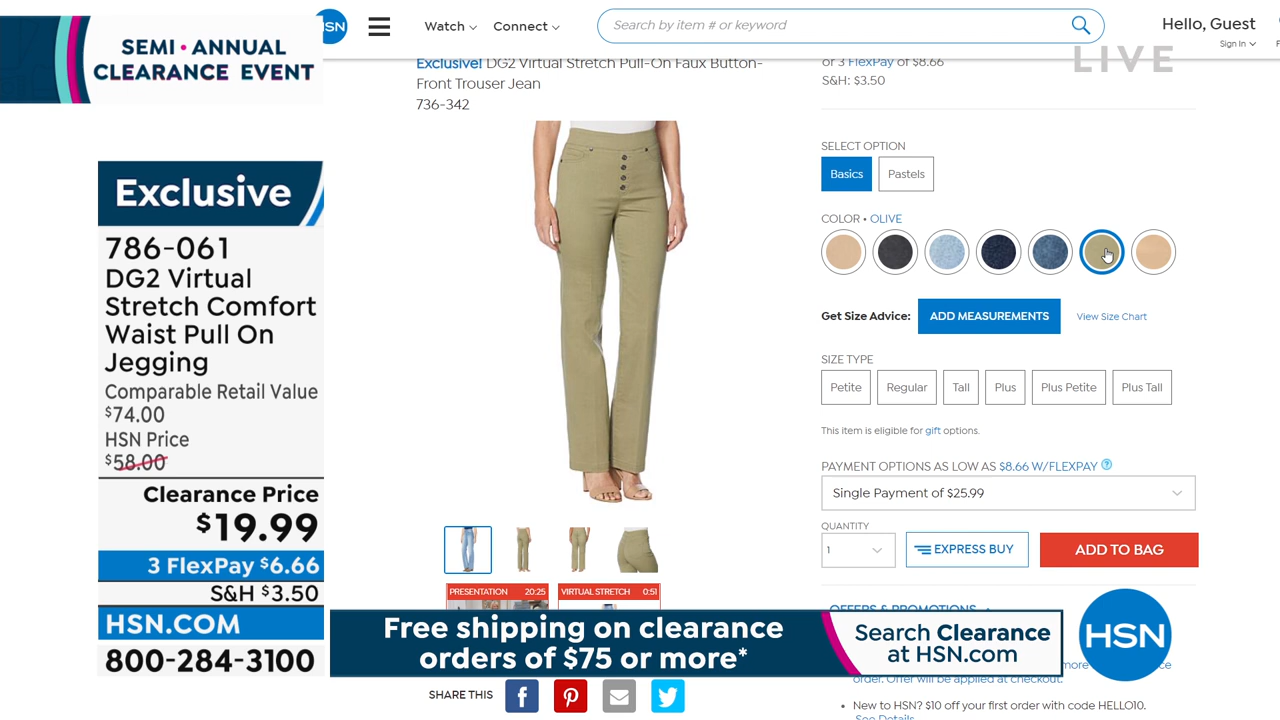 SEMI • ANNUAL
CLEARANCE EVENT
Exclusive
786-061
DG2 Virtual
Stretch Comfort
Waist Pull On
Jegging
Comparable Retail Value
$74.00
HSN Price
$58.00
Clearance Price
$19.99
3 FlexPay $6.66
S&H $3.50
HSN.COM
800-284-3100
Watch
Connect
Search by item # or keyword
Hello, Guest
Sign In
LIVE
Exclusive! DG2 Virtual Stretch Pull-On Faux Button-
Front Trouser Jean
736-342
or 3 FlexPay of $8.66
S&H: $3.50
SELECT OPTION
Basics
Pastels
COLOR • OLIVE
Get Size Advice:
ADD MEASUREMENTS
View Size Chart
SIZE TYPE
Petite
Regular
Tall
Plus
Plus Petite
Plus Tall
This item is eligible for gift options.
PAYMENT OPTIONS AS LOW AS $8.66 W/FLEXPAY ?
Single Payment of $25.99
QUANTITY
1
EXPRESS BUY
ADD TO BAG
PRESENTATION 20:25
VIRTUAL STRETCH 0:51
OFFERS & PROMOTIONS
Free shipping on clearance
orders of $75 or more*
Search Clearance
at HSN.com
HSN
order. Offer will be applied at checkout.
• New to HSN? $10 off your first order with code HELLO10.
See Details
SHARE THIS